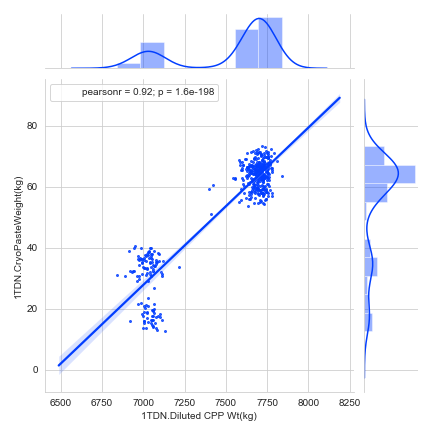 pearsonr = 0.92; p = 1.6e-198
1TDN.CryoPasteWeight(kg)
80
60
40
20
0
6500 6750 7000 7250 7500 7750 8000 8250
1TDN.Diluted CPP Wt(kg)